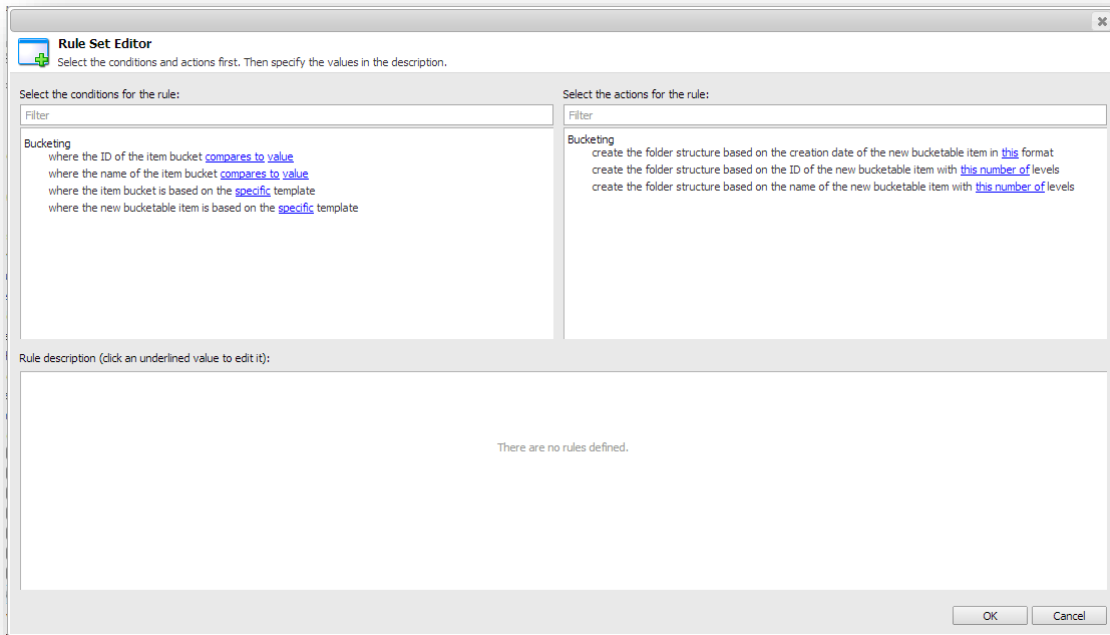 Rule Set Editor
Select the conditions and actions first. Then specify the values in the description.
Select the conditions for the rule:
Filter
Bucketing
where the ID of the item bucket compares to value
where the name of the item bucket compares to value
where the item bucket is based on the specific template
where the new bucketable item is based on the specific template
Select the actions for the rule:
Filter
Bucketing
create the folder structure based on the creation date of the new bucketable item in this format
create the folder structure based on the ID of the new bucketable item with this number of levels
create the folder structure based on the name of the new bucketable item with this number of levels
Rule description (click an underlined value to edit it):
There are no rules defined.
OK
Cancel